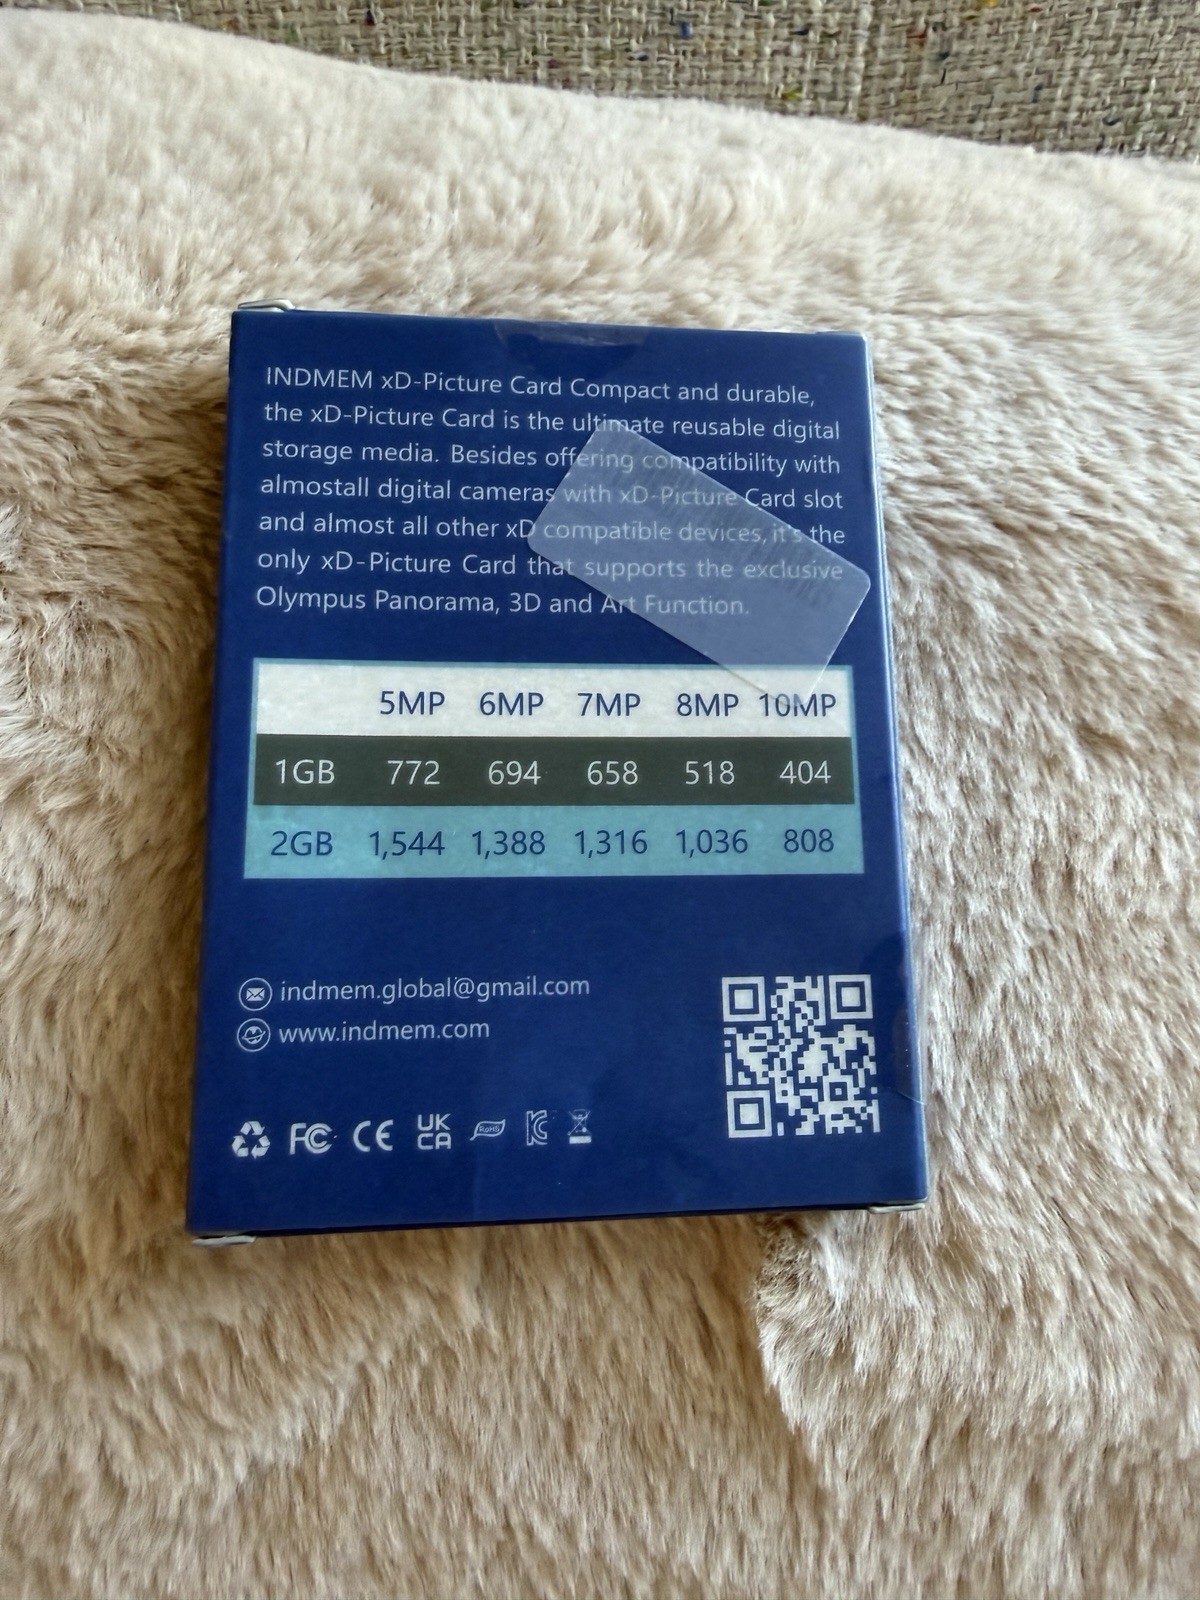 INDMEM xD-Picture Card Compact and durable,
the xD-Picture Card is the ultimate reusable digital
storage media. Besides offering compatibility with
almostall digital cameras with xD-Picture Card slot
and almost all other xD compatible devices, it's the
only xD-Picture Card that supports the exclusive
Olympus Panorama, 3D and Art Function.
5MP 6MP 7MP 8MP 10MP
1GB 772 694 658 518 404
2GB 1,544 1,388 1,316 1,036 808
indmem.global@gmail.com
www.indmem.com
FC CE UK CA RoHS KC